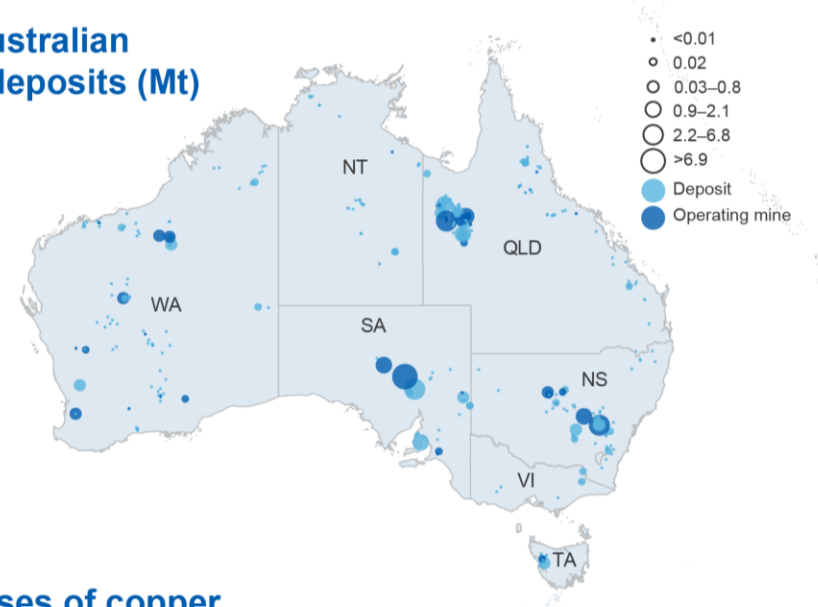 ustralian
deposits (Mt)
<0.01
0.02
0.03–0.8
0.9–2.1
2.2–6.8
>6.9
Deposit
Operating mine
NT
QLD
WA
SA
NS
VI
TA
ses of copper